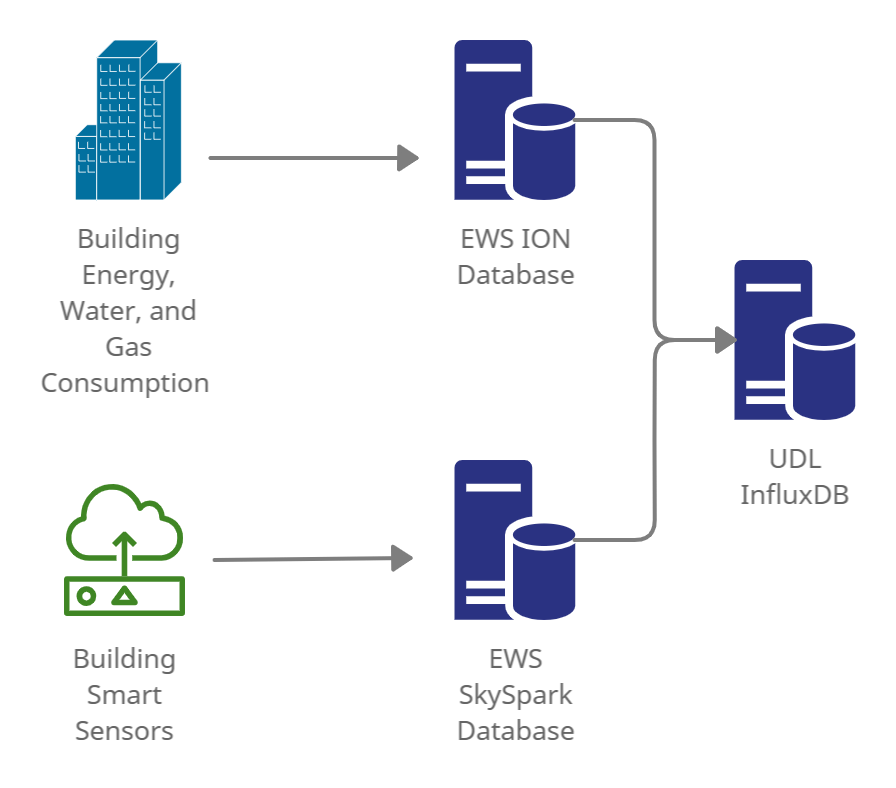 Building
Energy,
Water, and
Gas
Consumption
EWS ION
Database
UDL
InfluxDB
Building
Smart
Sensors
EWS
SkySpark
Database